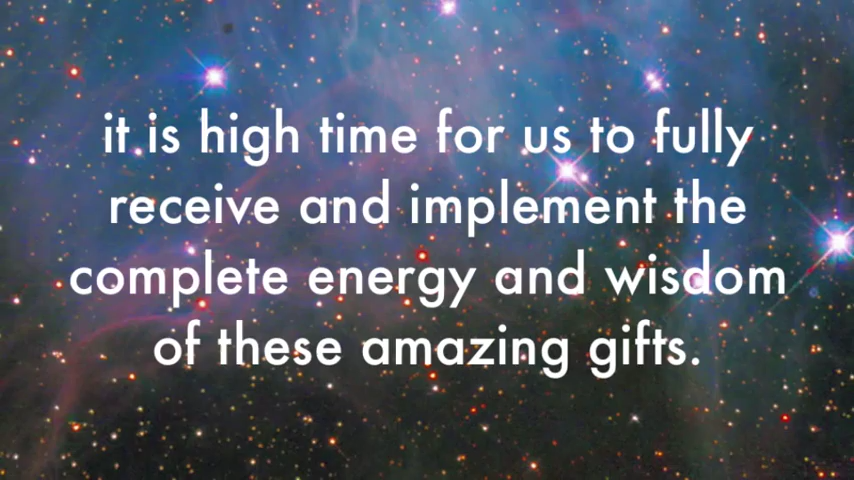 it is high time for us to fully
receive and implement the
complete energy and wisdom
of these amazing gifts.